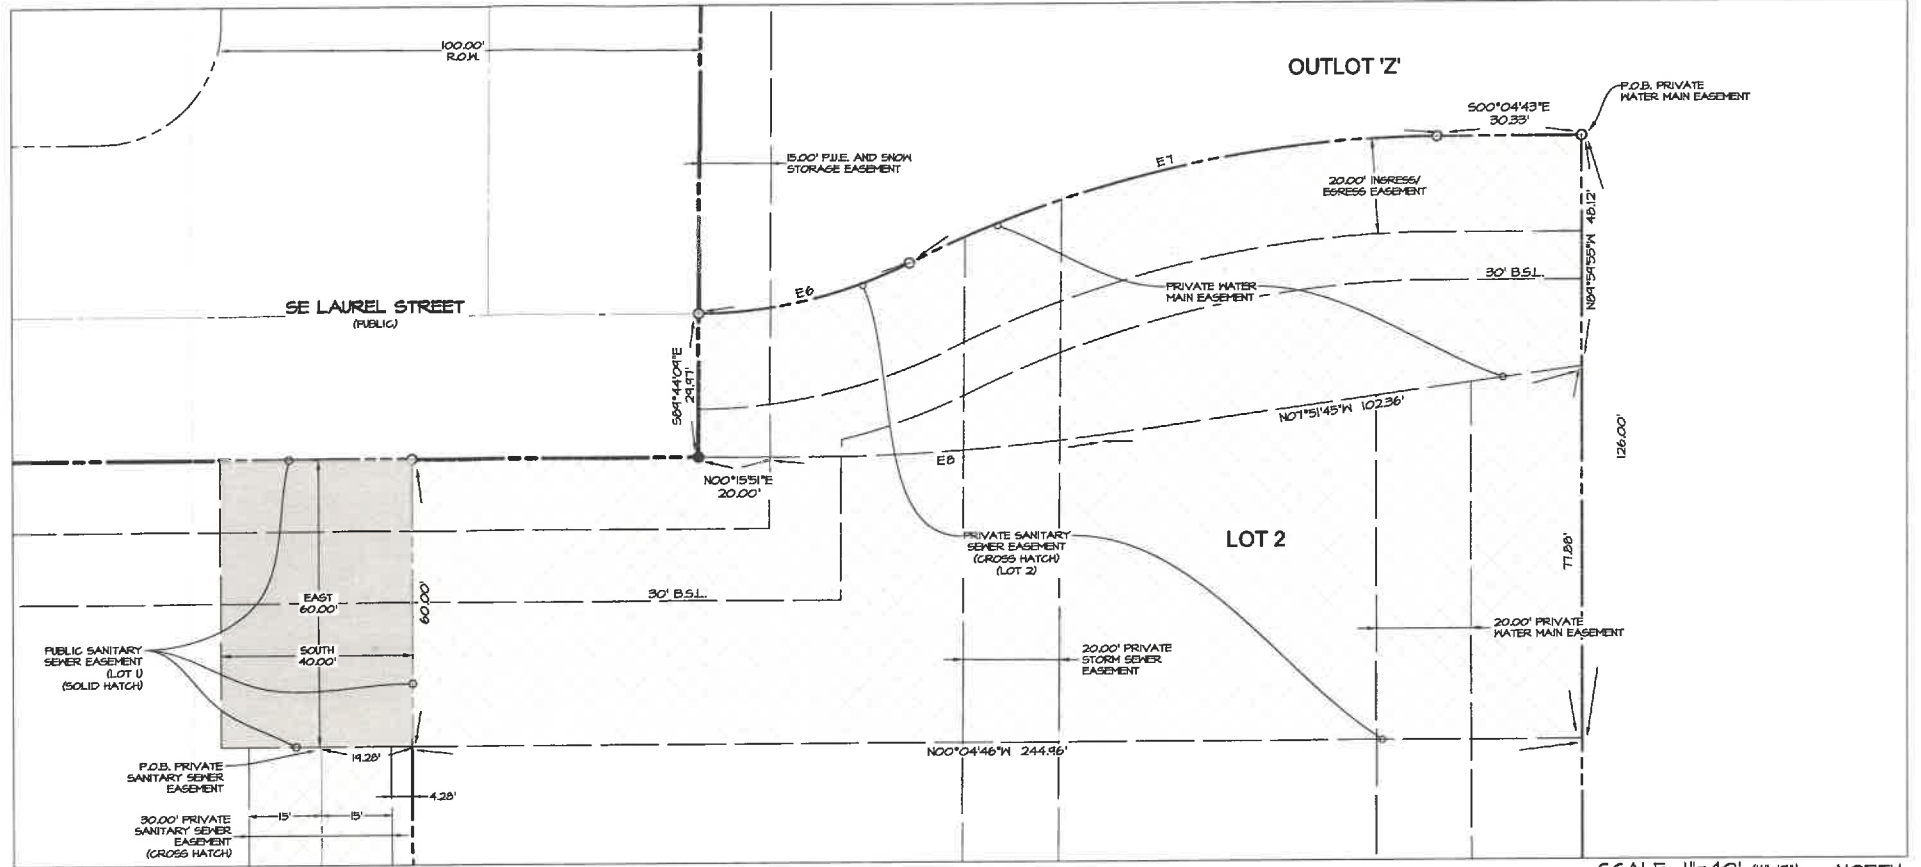 100.00'
R.O.W.
OUTLOT 'Z'
S00°04'43"E
30.33'
P.O.B. PRIVATE
WATER MAIN EASEMENT
15.00' P.U.E. AND SNOW
STORAGE EASEMENT
E7
20.00' INGRESS/
EGRESS EASEMENT
N89°59'55"W 48.12'
30' B.S.L.
E6
PRIVATE WATER
MAIN EASEMENT
SE LAUREL STREET
(PUBLIC)
S89°44'09"E
29.97'
N07°51'45"W 102.36'
126.00'
E8
N00°15'51"E
20.00'
PRIVATE SANITARY
SEWER EASEMENT
(CROSS HATCH)
(LOT 2)
LOT 2
77.88'
EAST
60.00'
60.00'
30' B.S.L.
PUBLIC SANITARY
SEWER EASEMENT
(LOT 1)
(SOLID HATCH)
SOUTH
40.00'
20.00' PRIVATE
STORM SEWER
EASEMENT
20.00' PRIVATE
WATER MAIN EASEMENT
N00°04'46"W 244.96'
P.O.B. PRIVATE
SANITARY SEWER
EASEMENT
19.28'
4.28'
15'
15'
30.00' PRIVATE
SANITARY SEWER
EASEMENT
(CROSS HATCH)